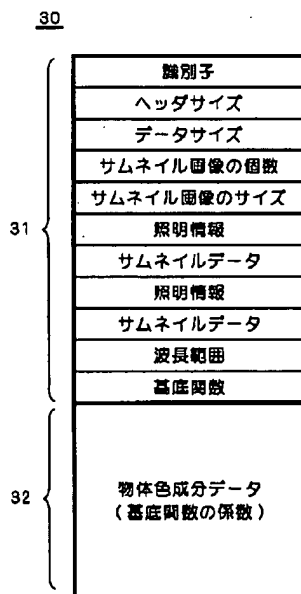 30
識別子
ヘッダサイズ
データサイズ
サムネイル画像の個数
サムネイル画像のサイズ
31
照明情報
サムネイルデータ
照明情報
サムネイルデータ
波長範囲
基底関数
32
物体色成分データ
(基底関数の係数)